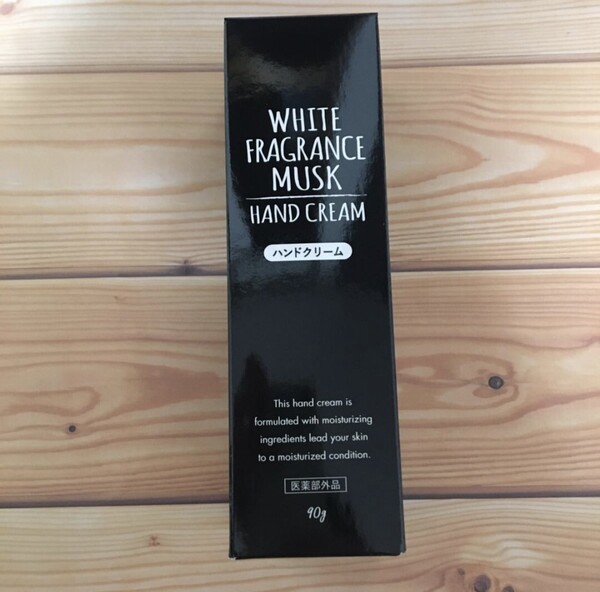 WHITE
FRAGRANCE
MUSK
HAND CREAM
ハンドクリーム
This hand cream is
formulated with moisturizing
ingredients lead your skin
to a moisturized condition.
医薬部外品
90g